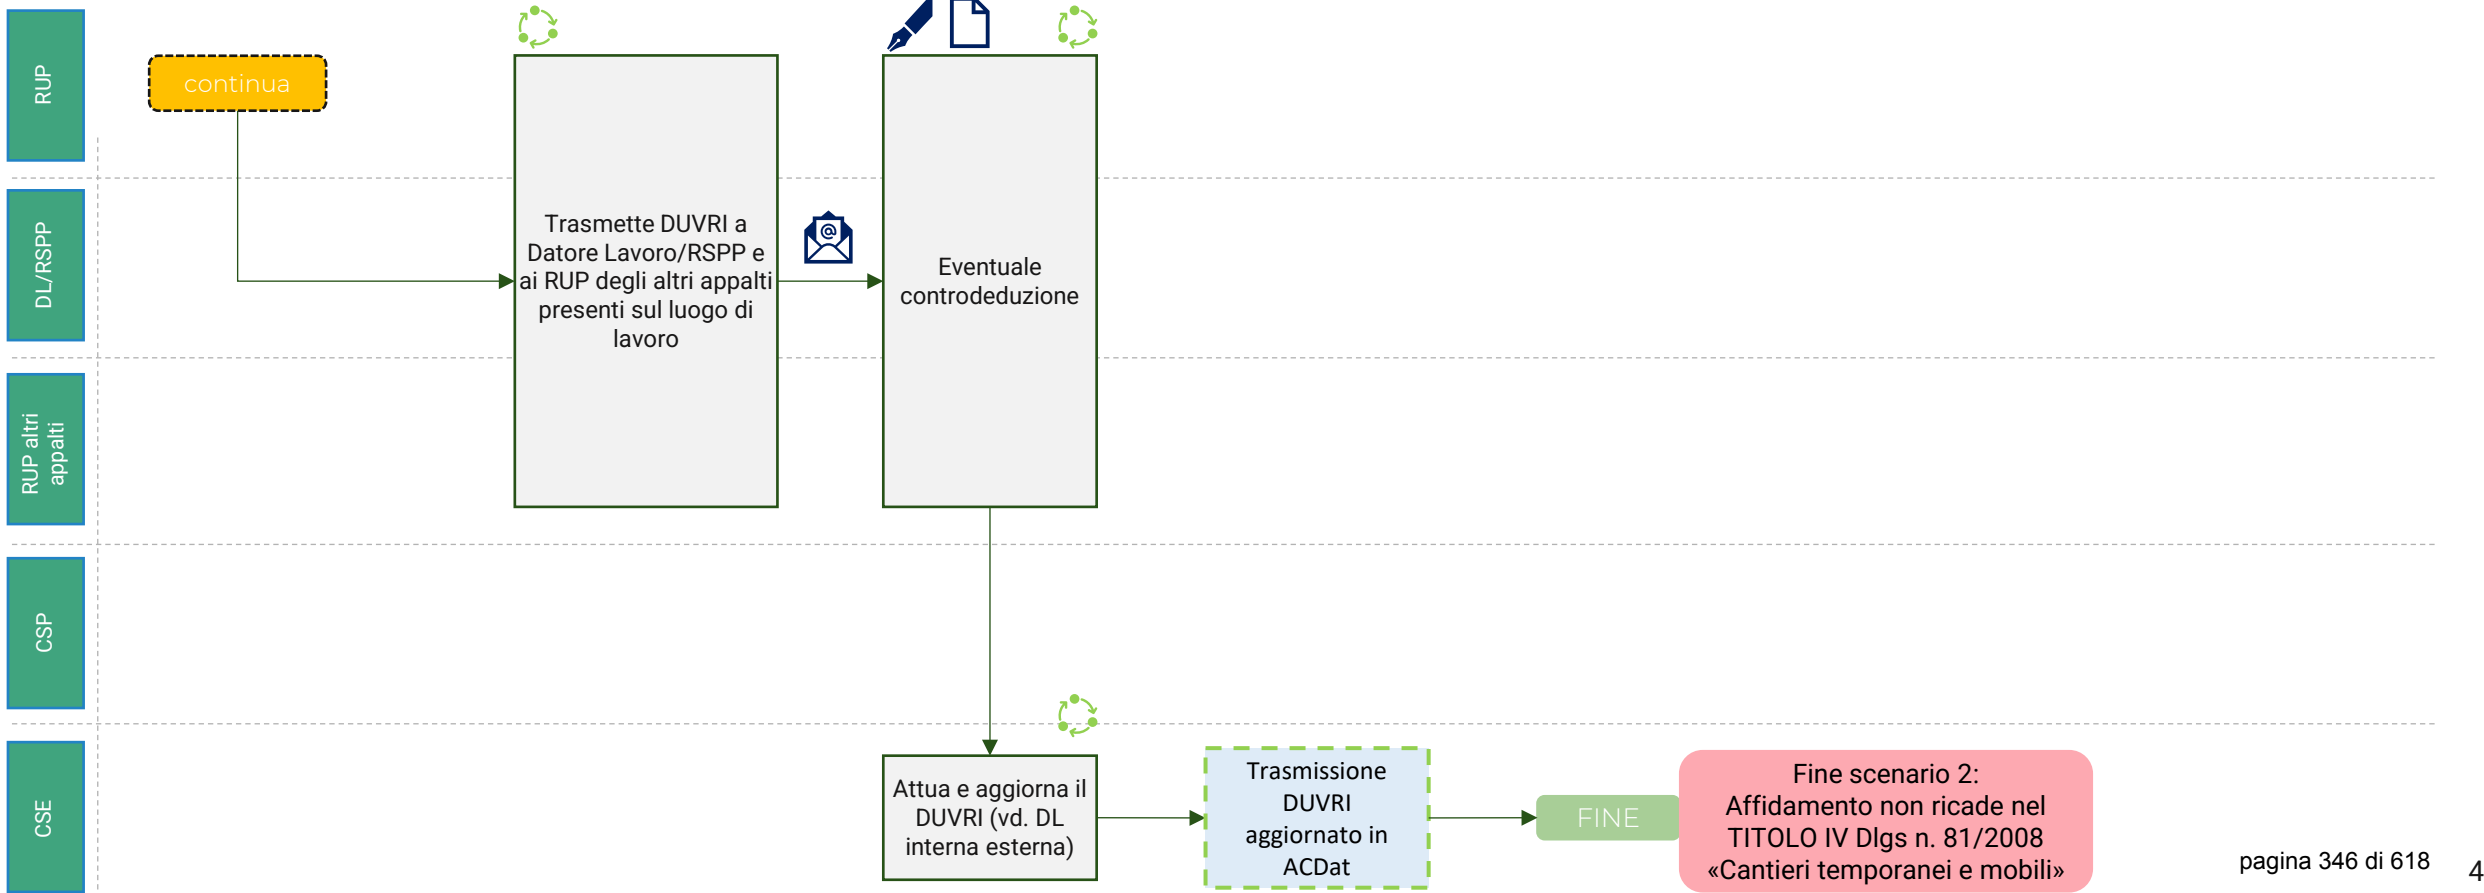 RUP
continua
DL/RSPP
Trasmette DUVRI a
Datore Lavoro/RSPP e
ai RUP degli altri appalti
presenti sul luogo di
lavoro
@
Eventuale
controdeduzione
RUP altri
appalti
CSP
CSE
Attua e aggiorna il
DUVRI (vd. DL
interna esterna)
Trasmissione
DUVRI
aggiornato in
ACDat
FINE
Fine scenario 2:
Affidamento non ricade nel
TITOLO IV Dlgs n. 81/2008
«Cantieri temporanei e mobili»
pagina 346 di 618
4